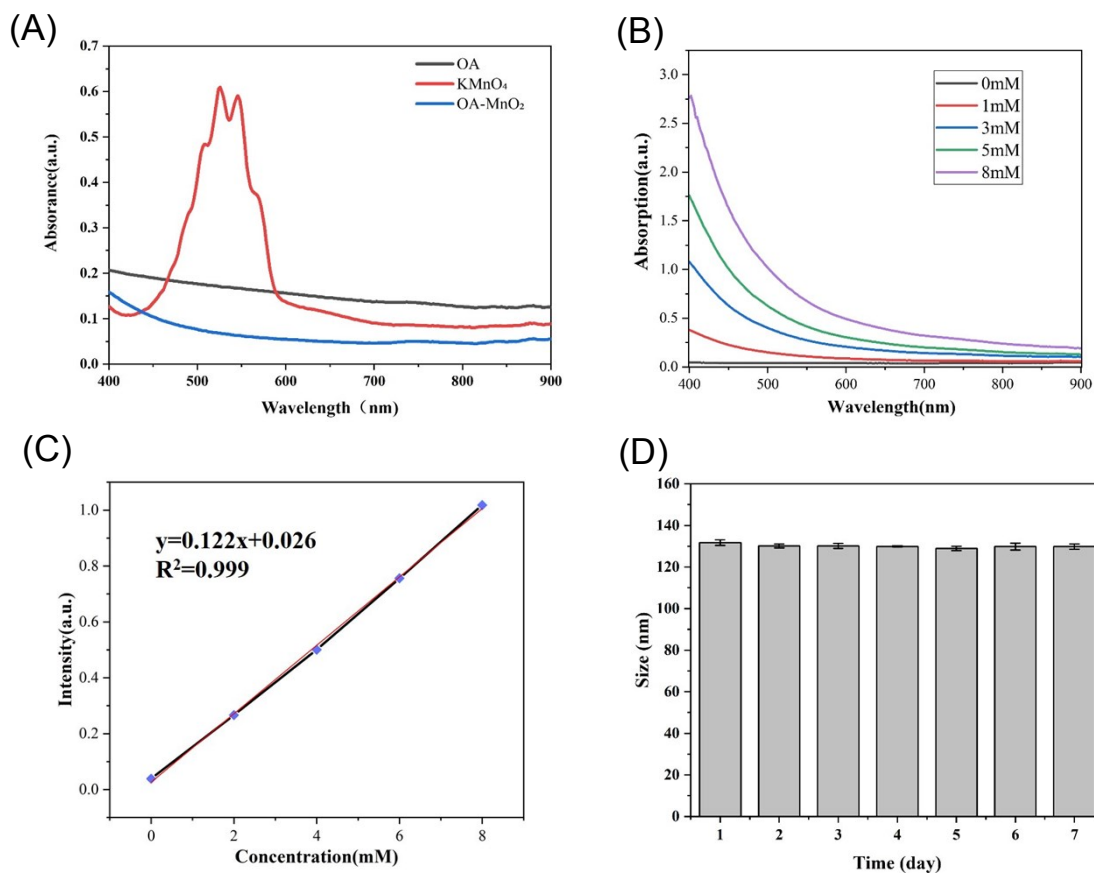 (A)
0.7
0.6
0.5
0.4
0.3
0.2
0.1
0.0
400 500 600 700 800 900
Absorance(a.u.)
Wavelength（nm)
OA
KMnO₄
OA-MnO₂
(B)
3.0
2.5
2.0
1.5
1.0
0.5
0.0
400 500 600 700 800 900
Absorption(a.u.)
Wavelength(nm)
0mM
1mM
3mM
5mM
8mM
(C)
1.0
0.8
0.6
0.4
0.2
0.0
0 2 4 6 8
Intensity(a.u.)
Concentration(mM)
y=0.122x+0.026
R²=0.999
(D)
160
140
120
100
80
60
40
20
0
1 2 3 4 5 6 7
Size (nm)
Time (day)